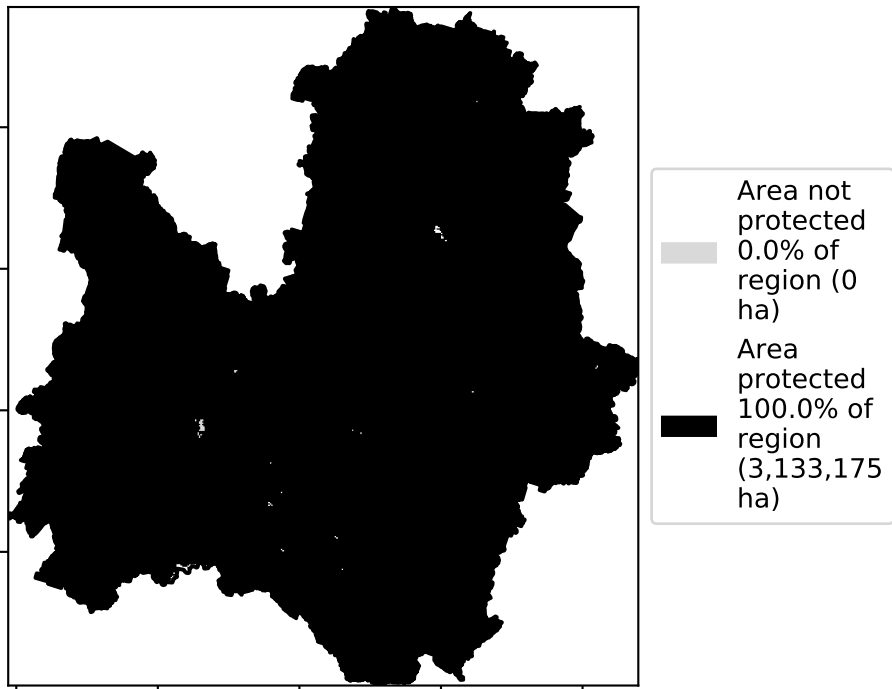 Area not
protected
0.0% of
region (0
ha)
Area
protected
100.0% of
region
(3,133,175
ha)